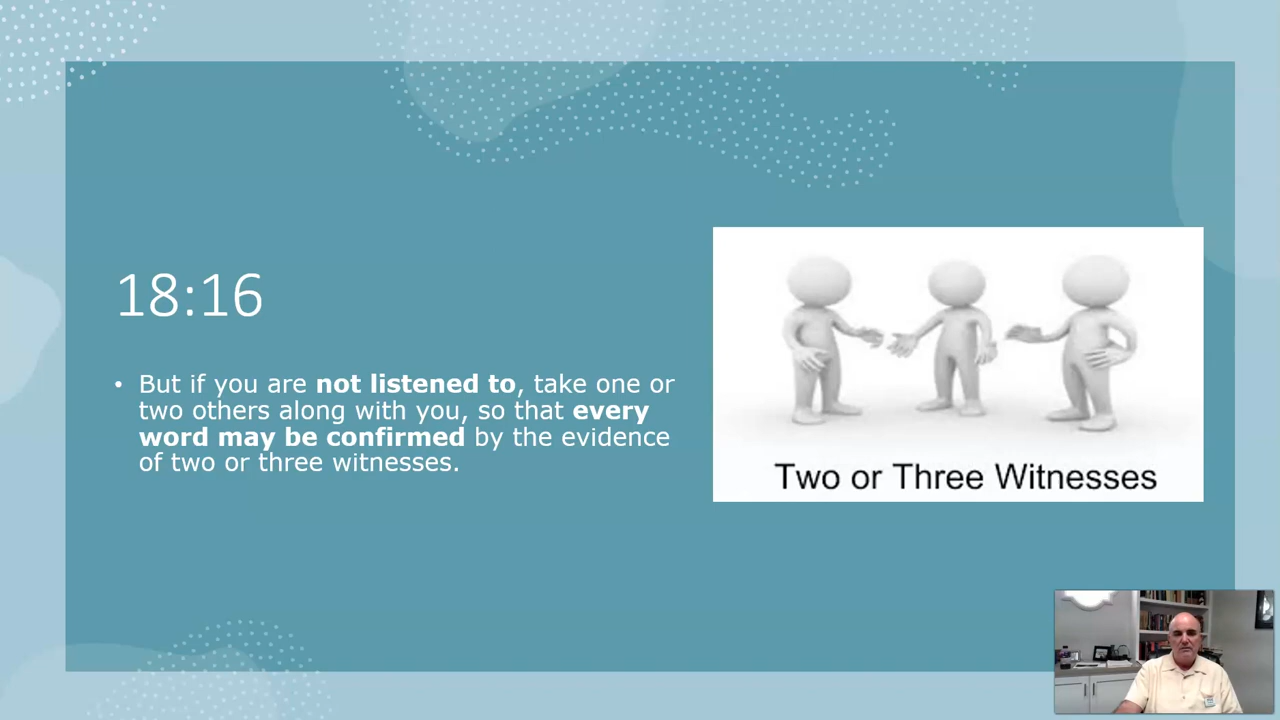 18:16
• But if you are not listened to, take one or
two others along with you, so that every
word may be confirmed by the evidence
of two or three witnesses.
Two or Three Witnesses